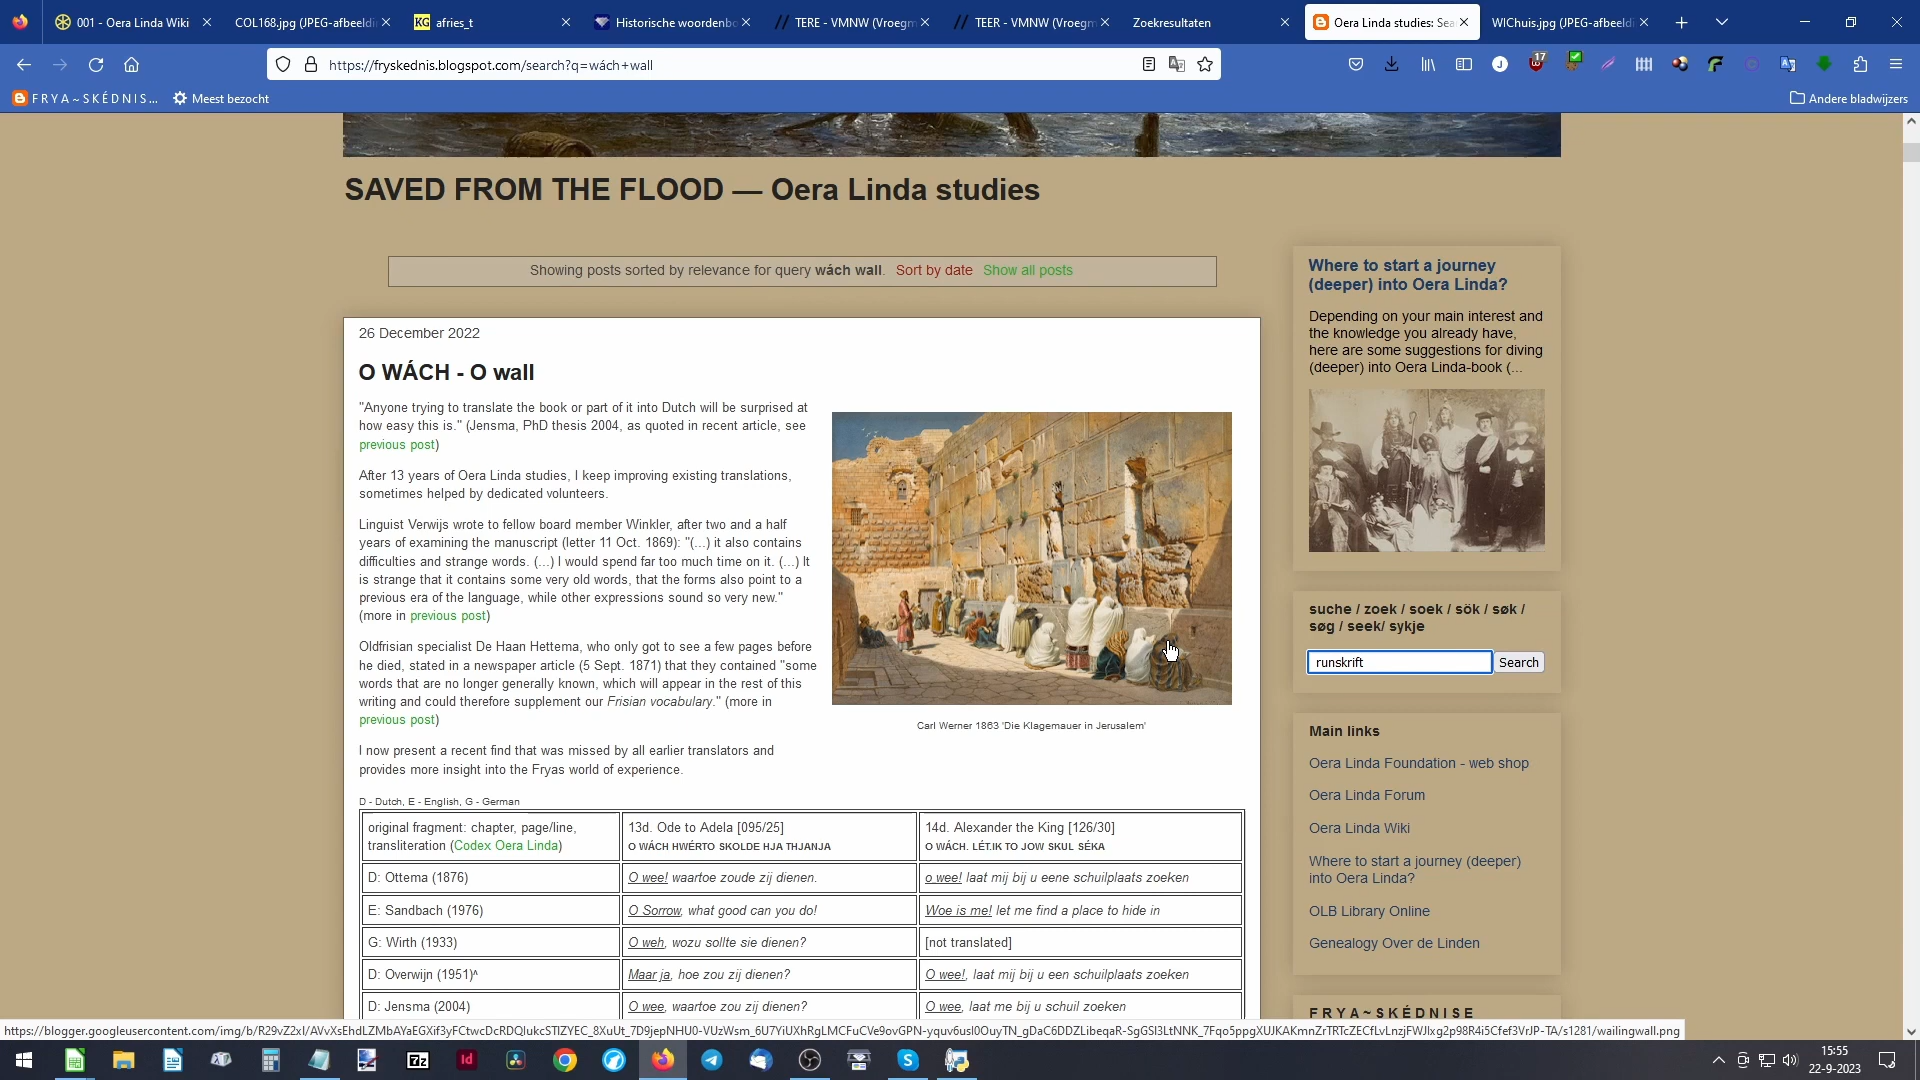 001 - Oera Linda Wiki
COL168.jpg (JPEG-afbeeldi
KG afries_t
Historische woordenbo
TERE - VMNW (Vroegm
TEER - VMNW (Vroegm
Zoekresultaten
Oera Linda studies: Sea
WIChuis.jpg (JPEG-afbeeldi
https://fryskednis.blogspot.com/search?q=wách+wall
17
F R Y A ~ S K É D N I S ...
Meest bezocht
Andere bladwijzers
SAVED FROM THE FLOOD — Oera Linda studies
Showing posts sorted by relevance for query wách wall. Sort by date Show all posts
26 December 2022
O WÁCH - O wall
"Anyone trying to translate the book or part of it into Dutch will be surprised at
how easy this is." (Jensma, PhD thesis 2004, as quoted in recent article, see
previous post)
After 13 years of Oera Linda studies, I keep improving existing translations,
sometimes helped by dedicated volunteers.
Linguist Verwijs wrote to fellow board member Winkler, after two and a half
years of examining the manuscript (letter 11 Oct. 1869): "(...) it also contains
difficulties and strange words. (...) I would spend far too much time on it. (...) It
is strange that it contains some very old words, that the forms also point to a
previous era of the language, while other expressions sound so very new."
(more in previous post)
Oldfrisian specialist De Haan Hettema, who only got to see a few pages before
he died, stated in a newspaper article (5 Sept. 1871) that they contained "some
words that are no longer generally known, which will appear in the rest of this
writing and could therefore supplement our Frisian vocabulary." (more in
previous post)
I now present a recent find that was missed by all earlier translators and
provides more insight into the Fryas world of experience.
Carl Werner 1863 'Die Klagemauer in Jerusalem'
D - Dutch, E - English, G - German
original fragment: chapter, page/line,
transliteration (Codex Oera Linda)
13d. Ode to Adela [095/25]
O WÁCH HWÉRTO SKOLDE HJA THJANJA
14d. Alexander the King [126/30]
O WÁCH. LÉT.IK TO JOW SKUL SÉKA
D: Ottema (1876)
O wee! waartoe zoude zij dienen.
o wee! laat mij bij u eene schuilplaats zoeken
E: Sandbach (1976)
O Sorrow, what good can you do!
Woe is me! let me find a place to hide in
G: Wirth (1933)
O weh, wozu sollte sie dienen?
[not translated]
D: Overwijn (1951)^
Maar ja, hoe zou zij dienen?
O wee!, laat mij bij u een schuilplaats zoeken
D: Jensma (2004)
O wee, waartoe zou zij dienen?
O wee, laat me bij u schuil zoeken
Where to start a journey
(deeper) into Oera Linda?
Depending on your main interest and
the knowledge you already have,
here are some suggestions for diving
(deeper) into Oera Linda-book (...
suche / zoek / soek / sök / søk /
søg / seek/ sykje
runskrift
Search
Main links
Oera Linda Foundation - web shop
Oera Linda Forum
Oera Linda Wiki
Where to start a journey (deeper)
into Oera Linda?
OLB Library Online
Genealogy Over de Linden
F R Y A ~ S K É D N I S E
15:55
22-9-2023